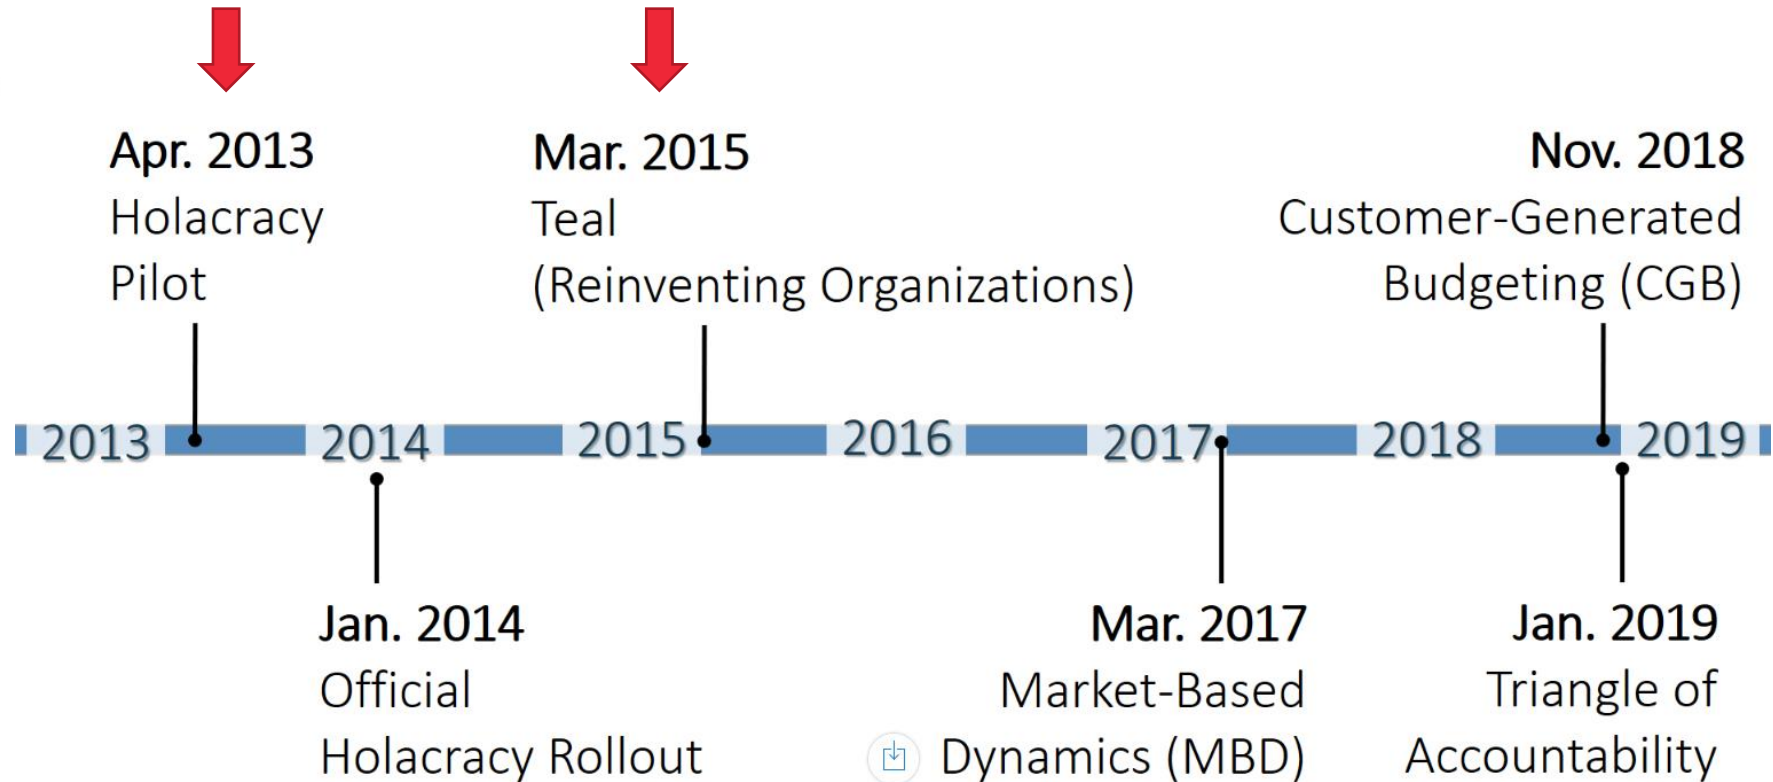 Apr. 2013
Holacracy
Pilot
Mar. 2015
Teal
(Reinventing Organizations)
Nov. 2018
Customer-Generated
Budgeting (CGB)
2013
2014
2015
2016
2017
2018
2019
Jan. 2014
Official
Holacracy Rollout
Mar. 2017
Market-Based
Dynamics (MBD)
Jan. 2019
Triangle of
Accountability